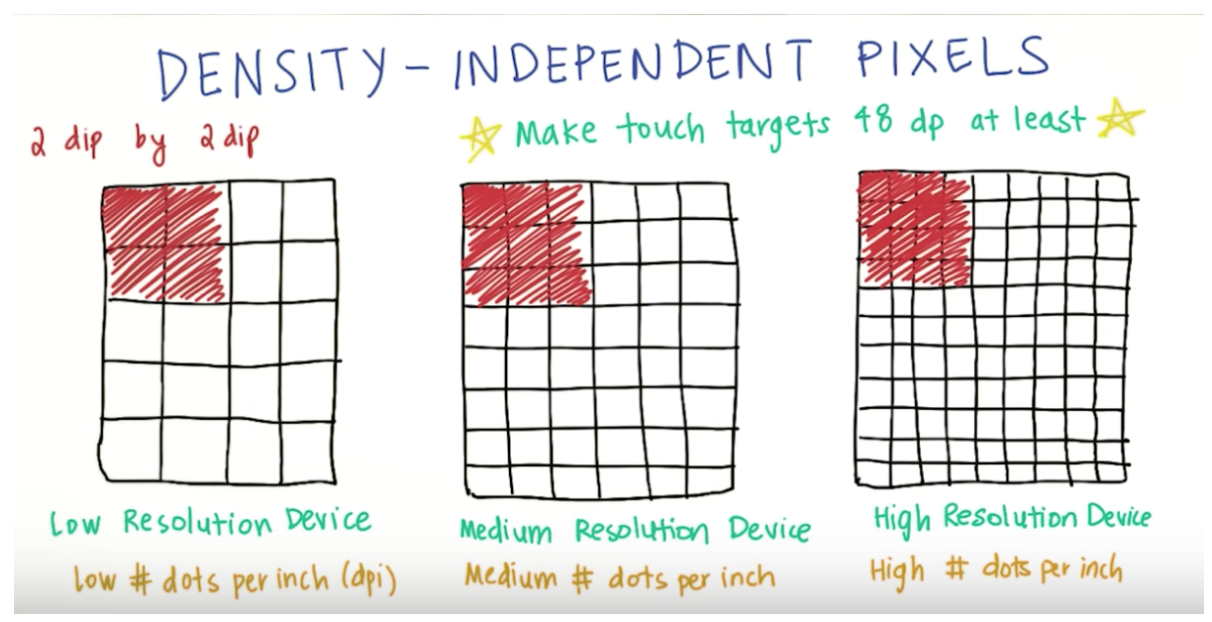 DENSITY - INDEPENDENT PIXELS
2 dip by 2 dip
Make touch targets 48 dp at least
Low Resolution Device
Low # dots per inch (dpi)
Medium Resolution Device
Medium # dots per inch
High Resolution Device
High # dots per inch